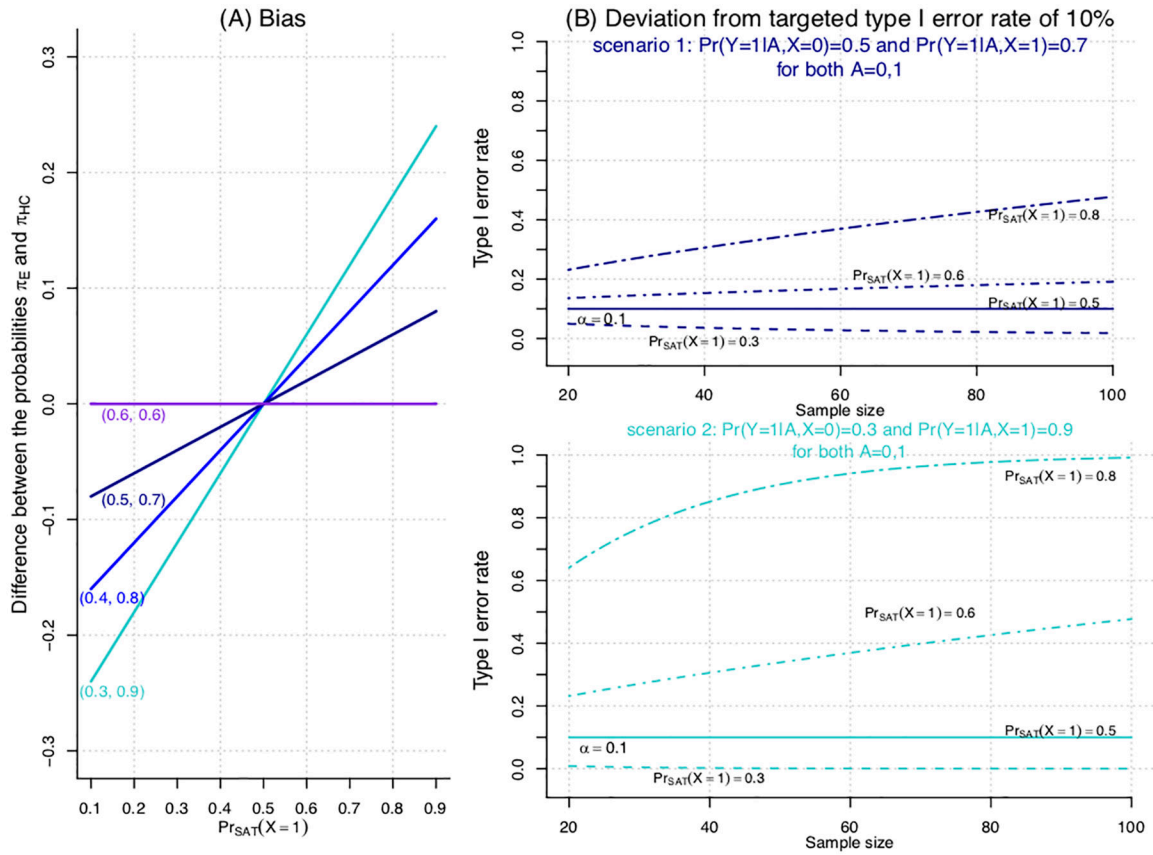 (A) Bias
Difference between the probabilities πE and πHC
0.3
0.2
0.1
0.0
−0.1
−0.2
−0.3
(0.6, 0.6)
(0.5, 0.7)
(0.4, 0.8)
(0.3, 0.9)
0.1 0.2 0.3 0.4 0.5 0.6 0.7 0.8 0.9
PrSAT(X = 1)
(B) Deviation from targeted type I error rate of 10%
scenario 1: Pr(Y=1|A,X=0)=0.5 and Pr(Y=1|A,X=1)=0.7
for both A=0,1
Type I error rate
1.0
0.8
0.6
0.4
0.2
0.0
PrSAT(X = 1) = 0.8
PrSAT(X = 1) = 0.6
PrSAT(X = 1) = 0.5
α = 0.1
PrSAT(X = 1) = 0.3
20 40 60 80 100
Sample size
scenario 2: Pr(Y=1|A,X=0)=0.3 and Pr(Y=1|A,X=1)=0.9
for both A=0,1
Type I error rate
1.0
0.8
0.6
0.4
0.2
0.0
PrSAT(X = 1) = 0.8
PrSAT(X = 1) = 0.6
PrSAT(X = 1) = 0.5
α = 0.1
PrSAT(X = 1) = 0.3
20 40 60 80 100
Sample size